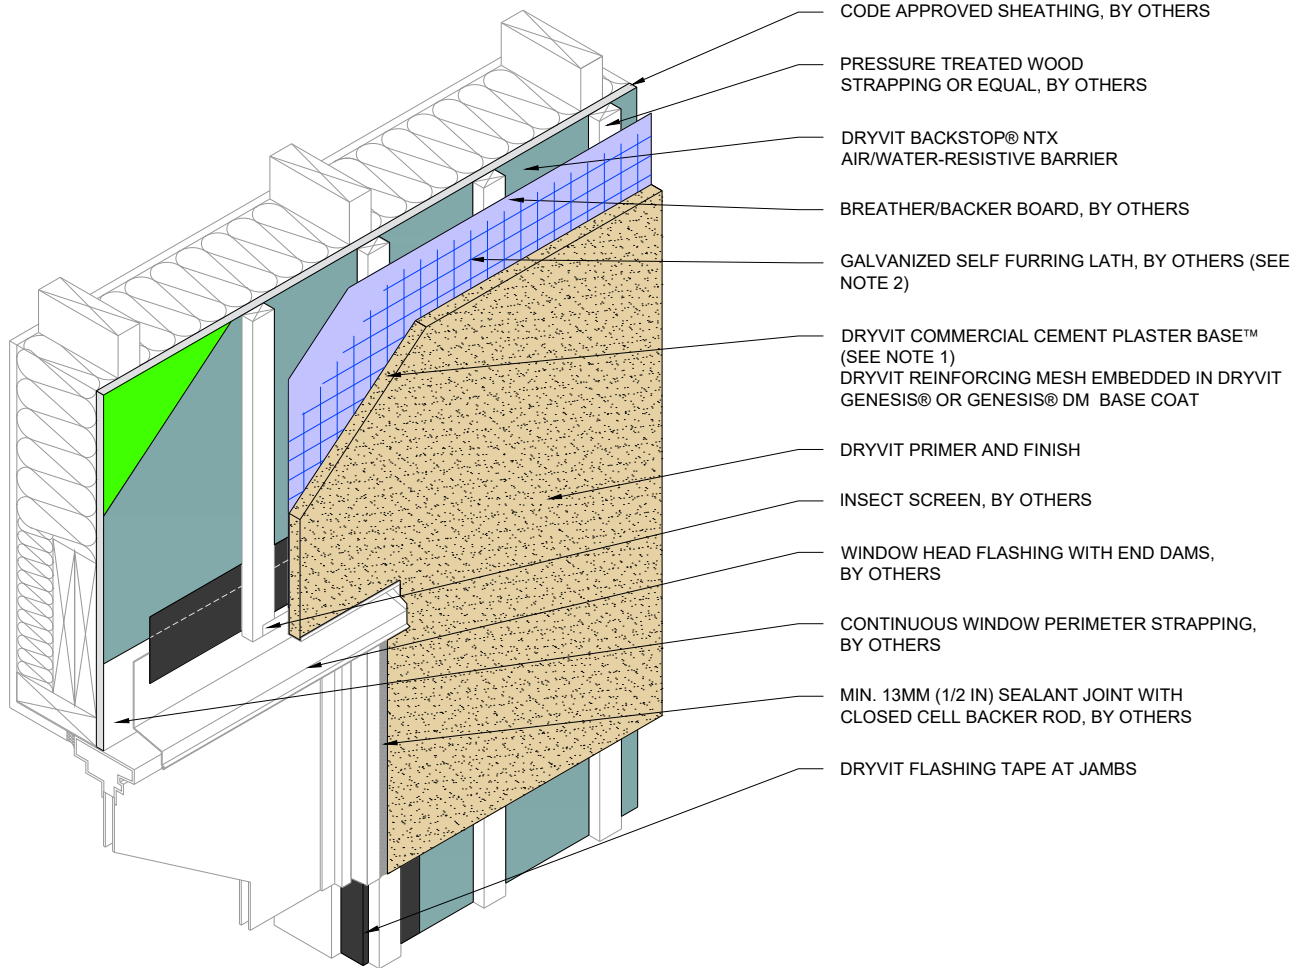 CODE APPROVED SHEATHING, BY OTHERS
PRESSURE TREATED WOOD
STRAPPING OR EQUAL, BY OTHERS
DRYVIT BACKSTOP® NTX
AIR/WATER-RESISTIVE BARRIER
BREATHER/BACKER BOARD, BY OTHERS
GALVANIZED SELF FURRING LATH, BY OTHERS (SEE
NOTE 2)
DRYVIT COMMERCIAL CEMENT PLASTER BASE™
(SEE NOTE 1)
DRYVIT REINFORCING MESH EMBEDDED IN DRYVIT
GENESIS® OR GENESIS® DM BASE COAT
DRYVIT PRIMER AND FINISH
INSECT SCREEN, BY OTHERS
WINDOW HEAD FLASHING WITH END DAMS,
BY OTHERS
CONTINUOUS WINDOW PERIMETER STRAPPING,
BY OTHERS
MIN. 13MM (1/2 IN) SEALANT JOINT WITH
CLOSED CELL BACKER ROD, BY OTHERS
DRYVIT FLASHING TAPE AT JAMBS